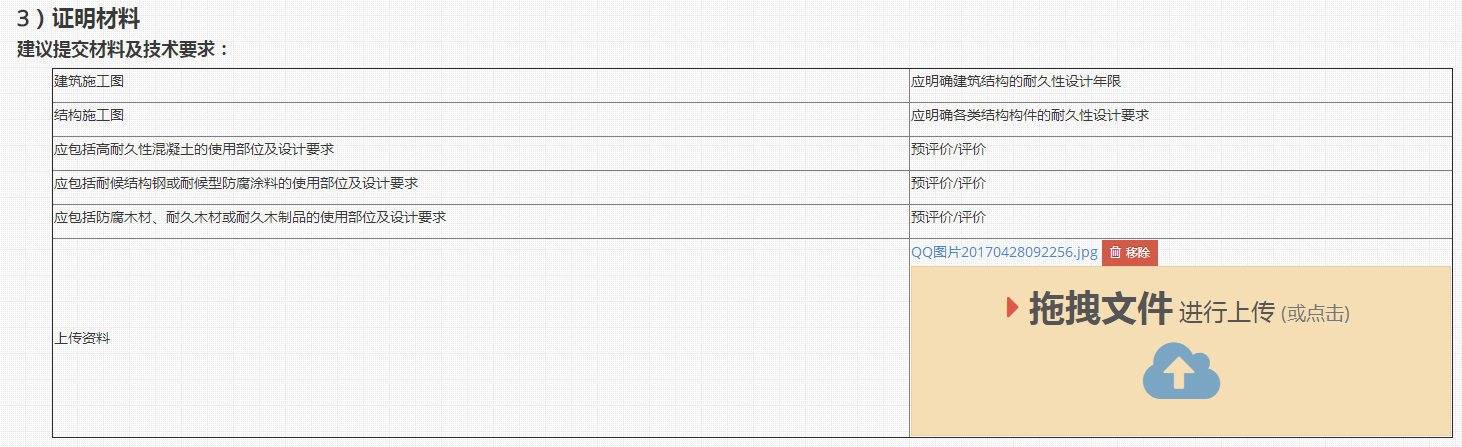 3）证明材料
建议提交材料及技术要求：
建筑施工图 应明确建筑结构的耐久性设计年限
结构施工图 应明确各类结构构件的耐久性设计要求
应包括高耐久性混凝土的使用部位及设计要求 预评价/评价
应包括耐候结构钢或耐候型防腐涂料的使用部位及设计要求 预评价/评价
应包括防腐木材、耐久木材或耐久木制品的使用部位及设计要求 预评价/评价
QQ图片20170428092256.jpg 移除
拖拽文件 进行上传 (或点击)
上传资料